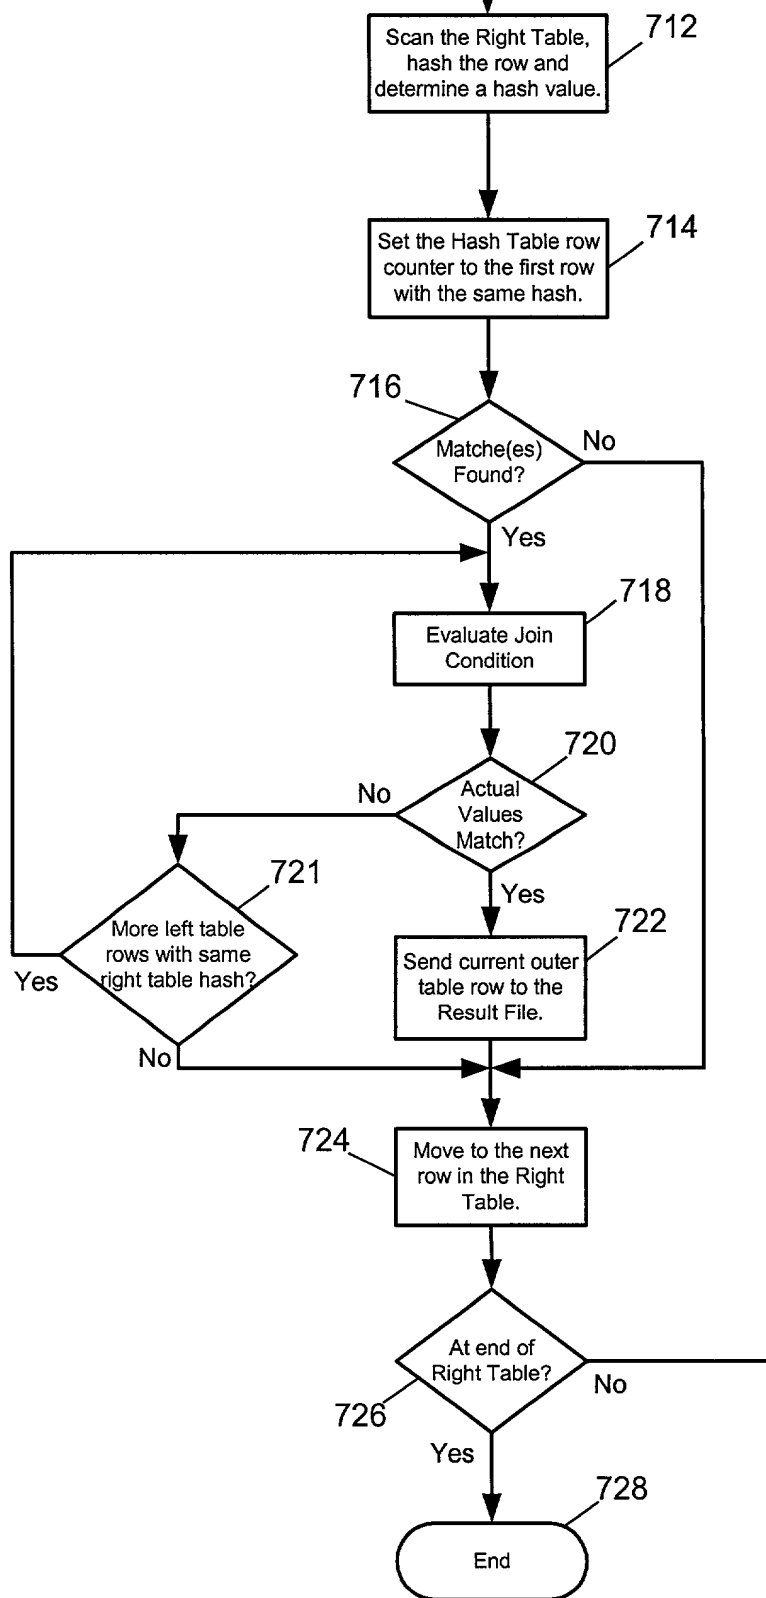 712
Scan the Right Table,
hash the row and
determine a hash value.
714
Set the Hash Table row
counter to the first row
with the same hash.
716
Matche(es)
Found?
No
Yes
718
Evaluate Join
Condition
720
Actual
Values
Match?
No
Yes
721
More left table
rows with same
right table hash?
Yes
No
722
Send current outer
table row to the
Result File.
724
Move to the next
row in the Right
Table.
At end of
Right Table?
No
726
Yes
728
End